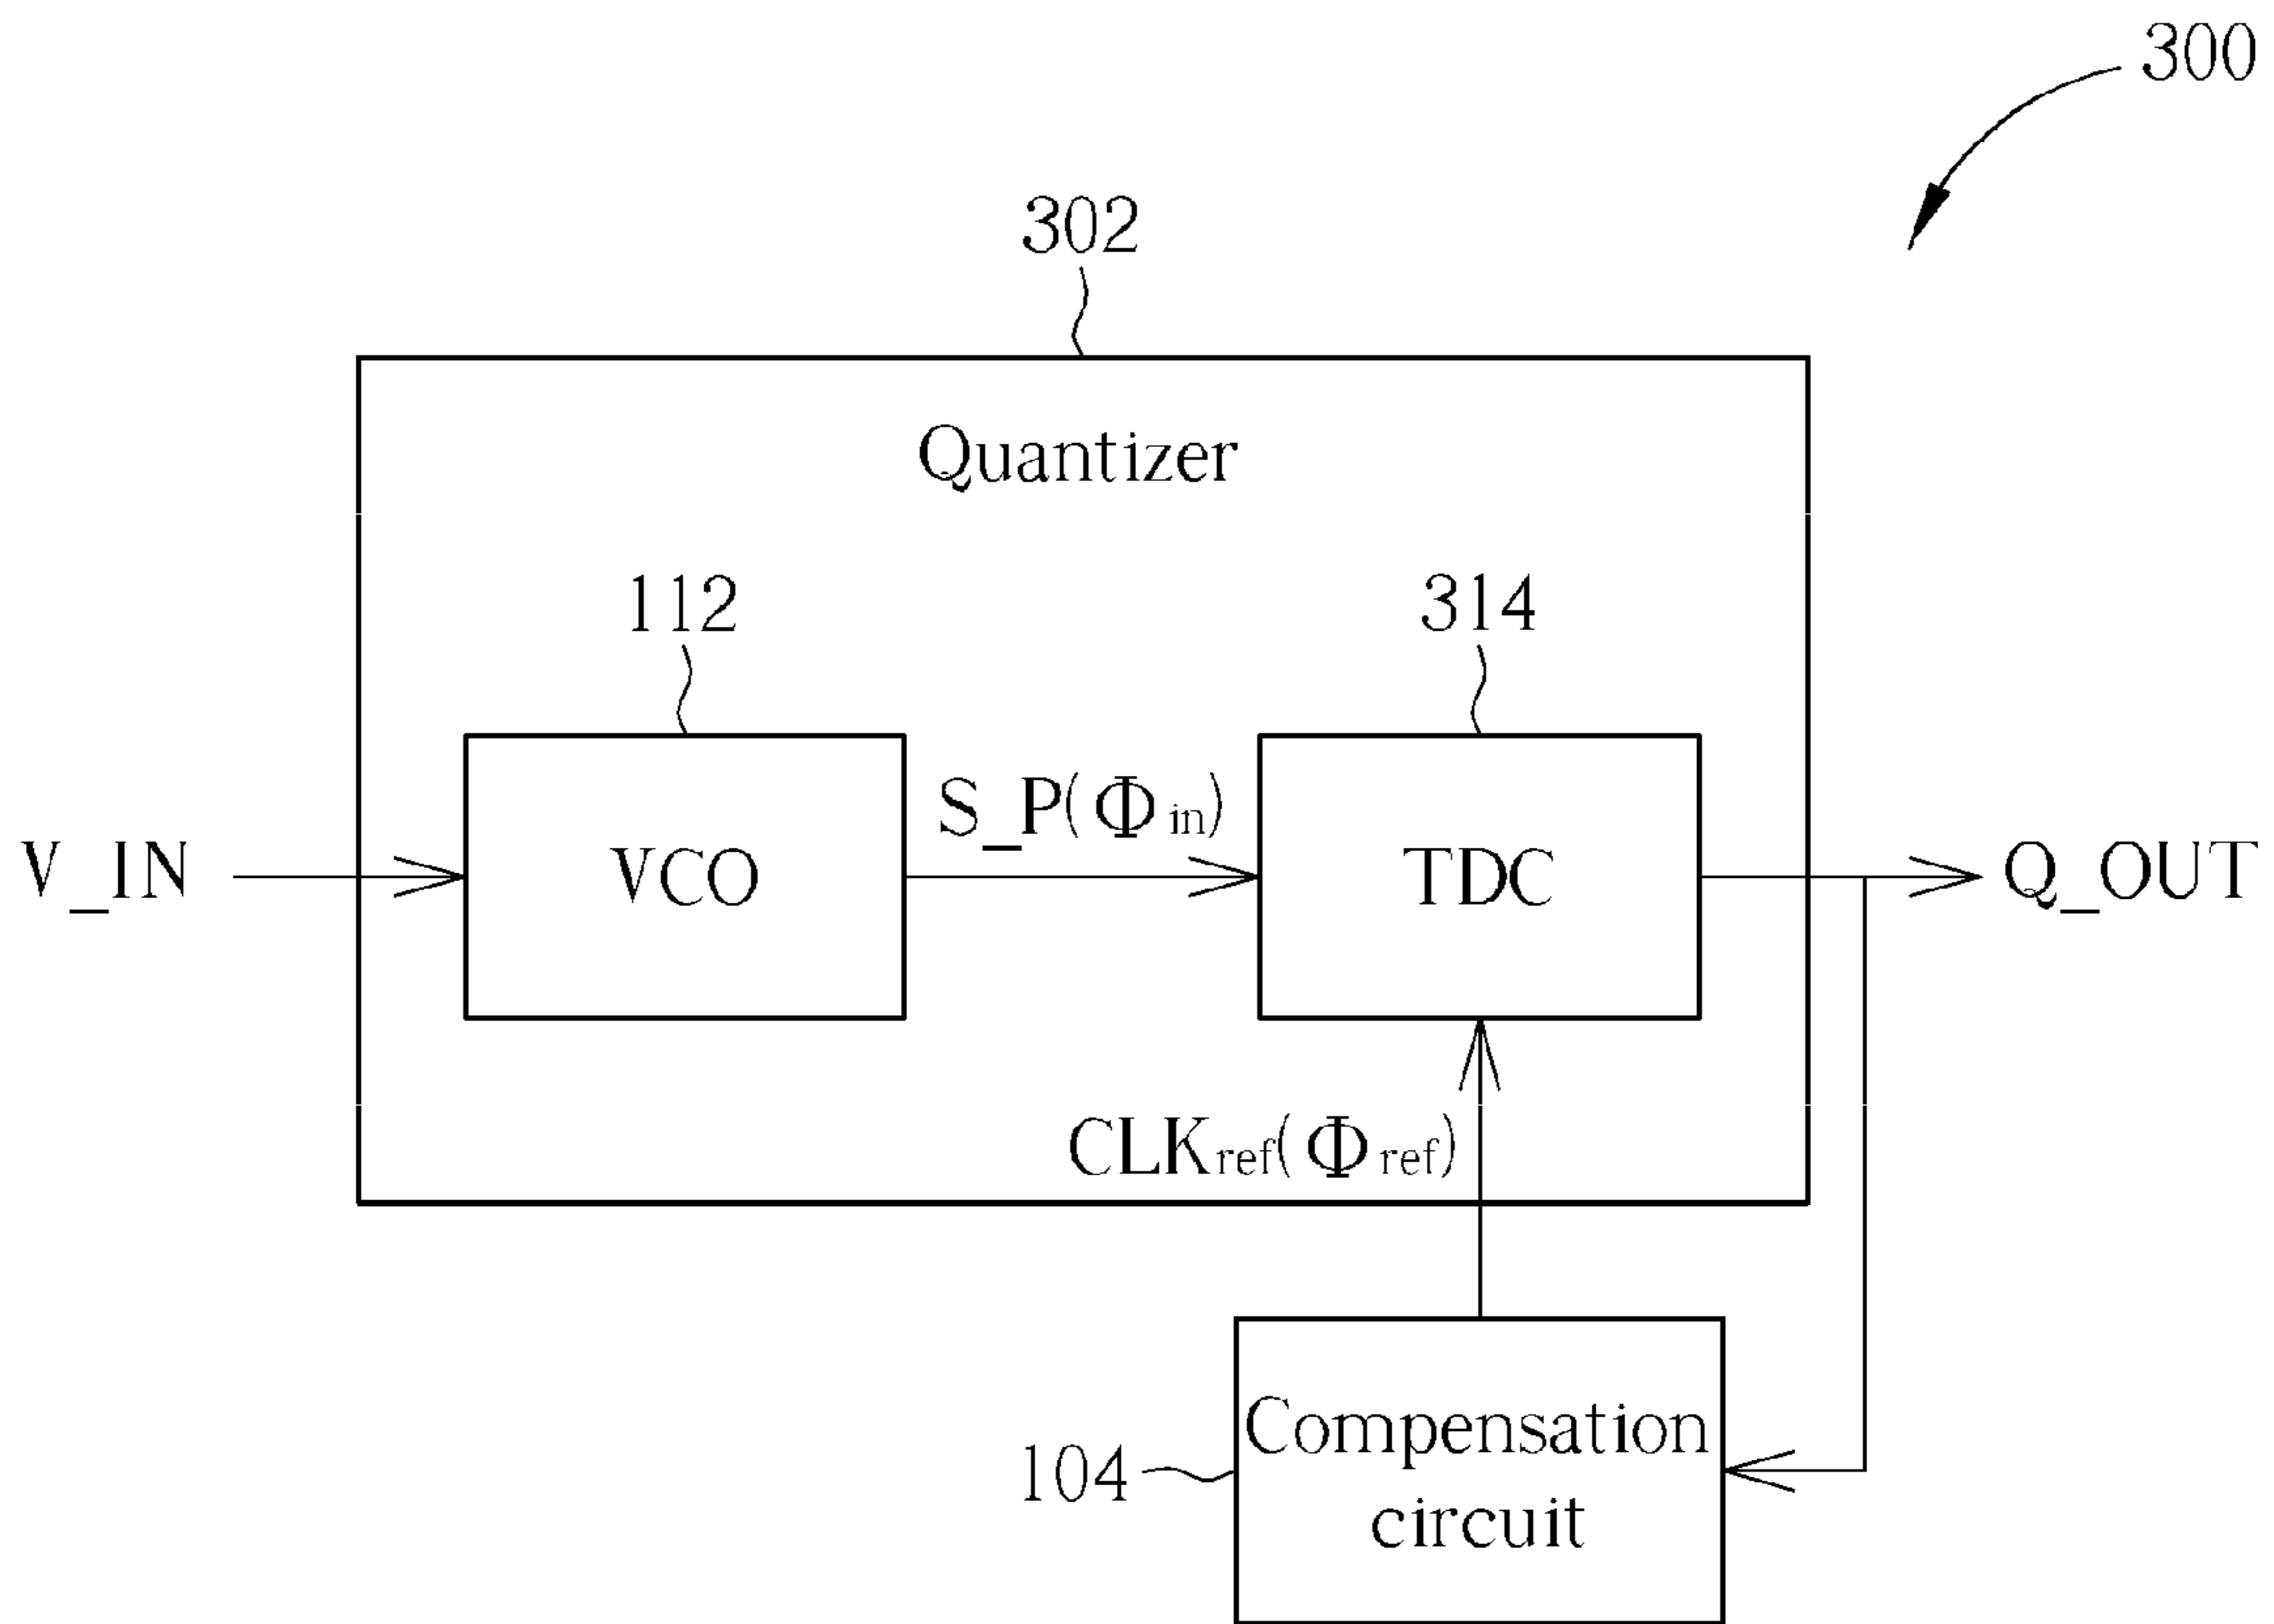 300
302
Quantizer
112
314
S_P(Φin)
V_IN
VCO
TDC
Q_OUT
CLKref(Φref)
104
Compensation
circuit